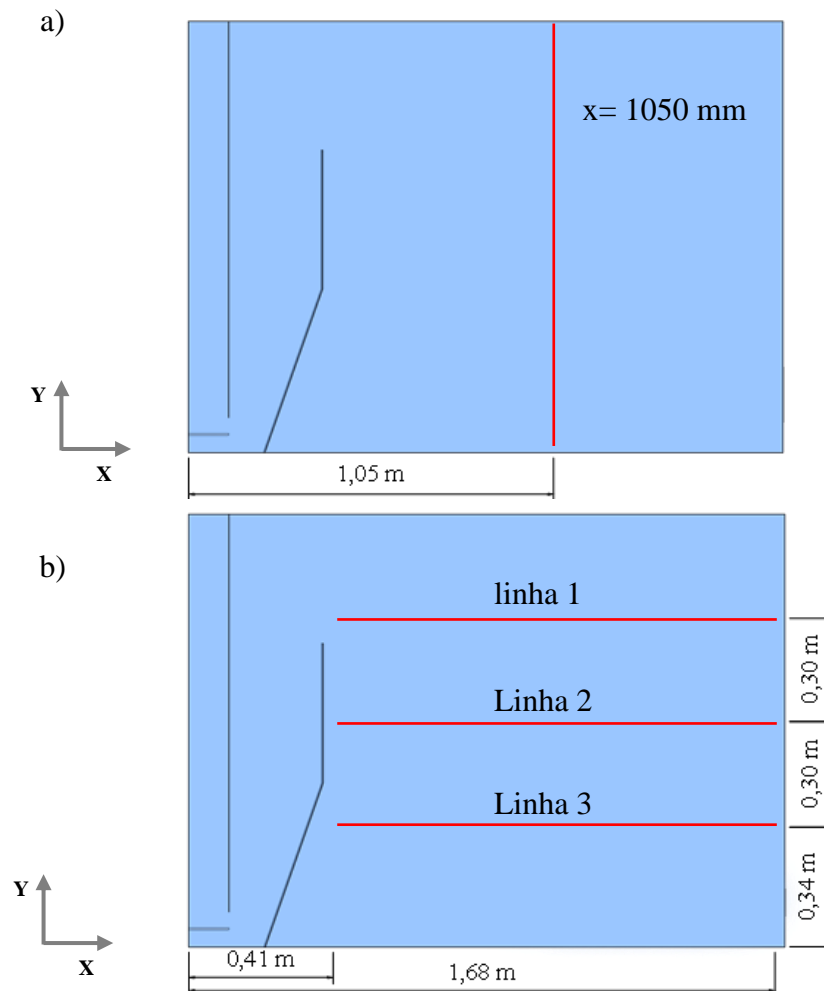 a)
x= 1050 mm
Y
X
1,05 m
b)
linha 1
0,30 m
Linha 2
0,30 m
Linha 3
0,34 m
Y
X
0,41 m
1,68 m